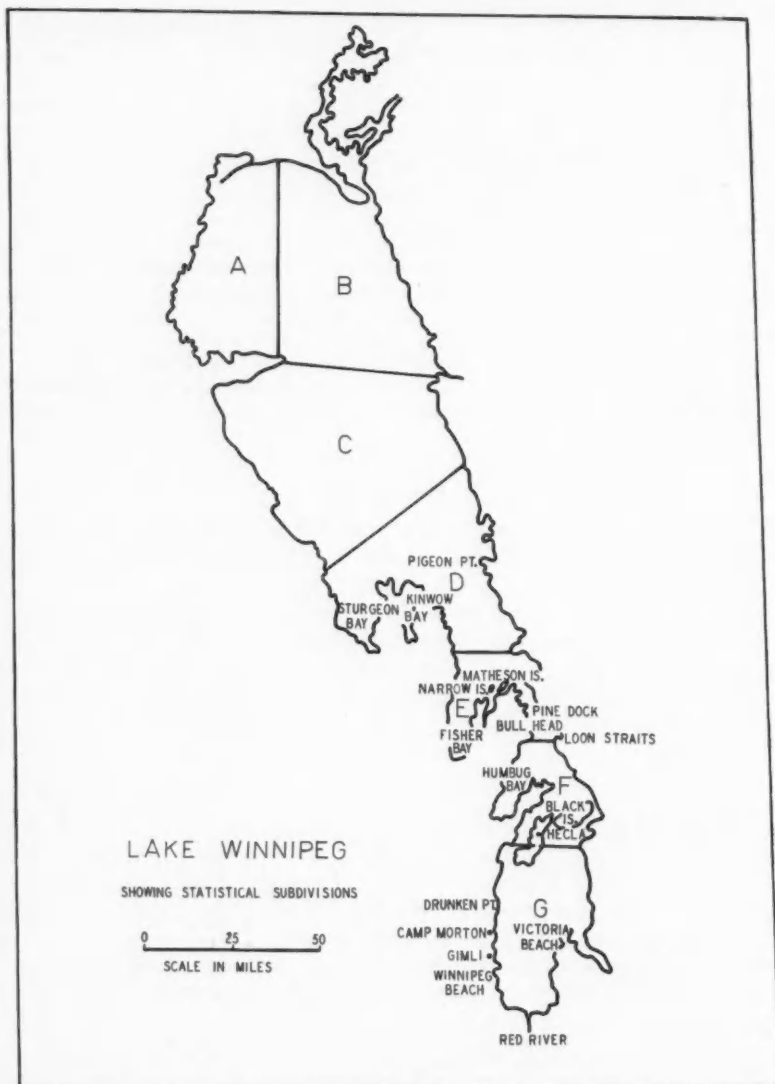 A
B
C
PIGEON PT.
D
STURGEON
BAY
KINWOW
BAY
MATHESON IS.
NARROW IS.
E
PINE DOCK
BULL HEAD
FISHER
BAY
LOON STRAITS
HUMBUG
BAY
F
BLACK
IS.
HECLA
LAKE WINNIPEG
SHOWING STATISTICAL SUBDIVISIONS
0 25 50
SCALE IN MILES
DRUNKEN PT.
G
CAMP MORTON
VICTORIA
BEACH
GIMLI
WINNIPEG
BEACH
RED RIVER